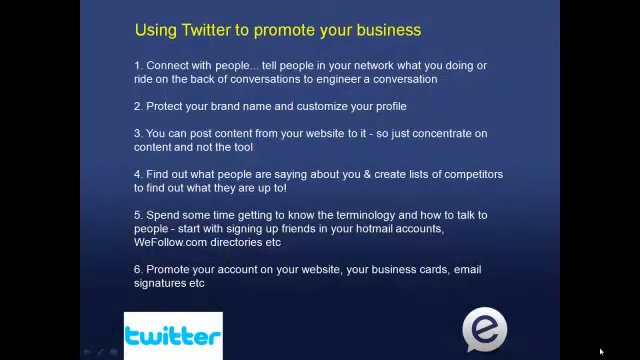 Using Twitter to promote your business
1. Connect with people... tell people in your network what you doing or
ride on the back of conversations to engineer a conversation
2. Protect your brand name and customize your profile
3. You can post content from your website to it - so just concentrate on
content and not the tool
4. Find out what people are saying about you & create lists of competitors
to find out what they are up to!
5. Spend some time getting to know the terminology and how to talk to
people - start with signing up friends in your hotmail accounts,
WeFollow.com directories etc
6. Promote your account on your website, your business cards, email
signatures etc
twitter
e